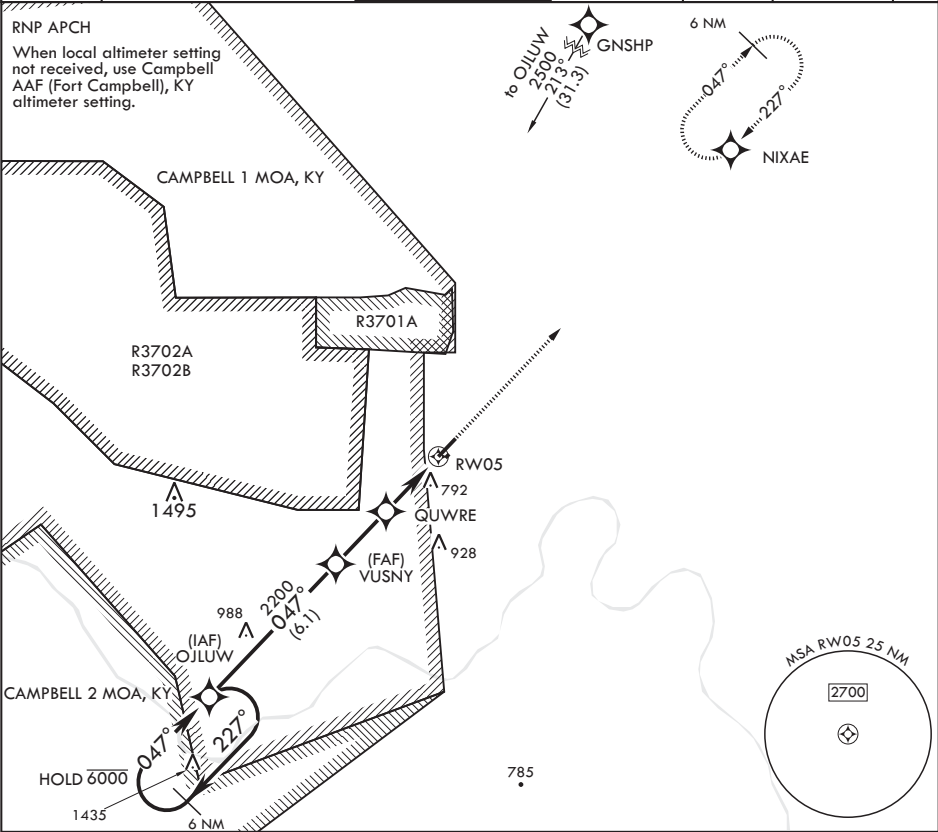 RNP APCH
When local altimeter setting
not received, use Campbell
AAF (Fort Campbell), KY
altimeter setting.
to OJLUW
2500
213°
(31.3)
GNSHP
6 NM
047°
227°
NIXAE
CAMPBELL 1 MOA, KY
R3701A
R3702A
R3702B
RW05
792
1495
QUWRE
928
(FAF)
VUSNY
2200
047°
(6.1)
988
(IAF)
OJLUW
MSA RW05 25 NM
2700
CAMPBELL 2 MOA, KY
047°
227°
HOLD 6000
785
1435
6 NM